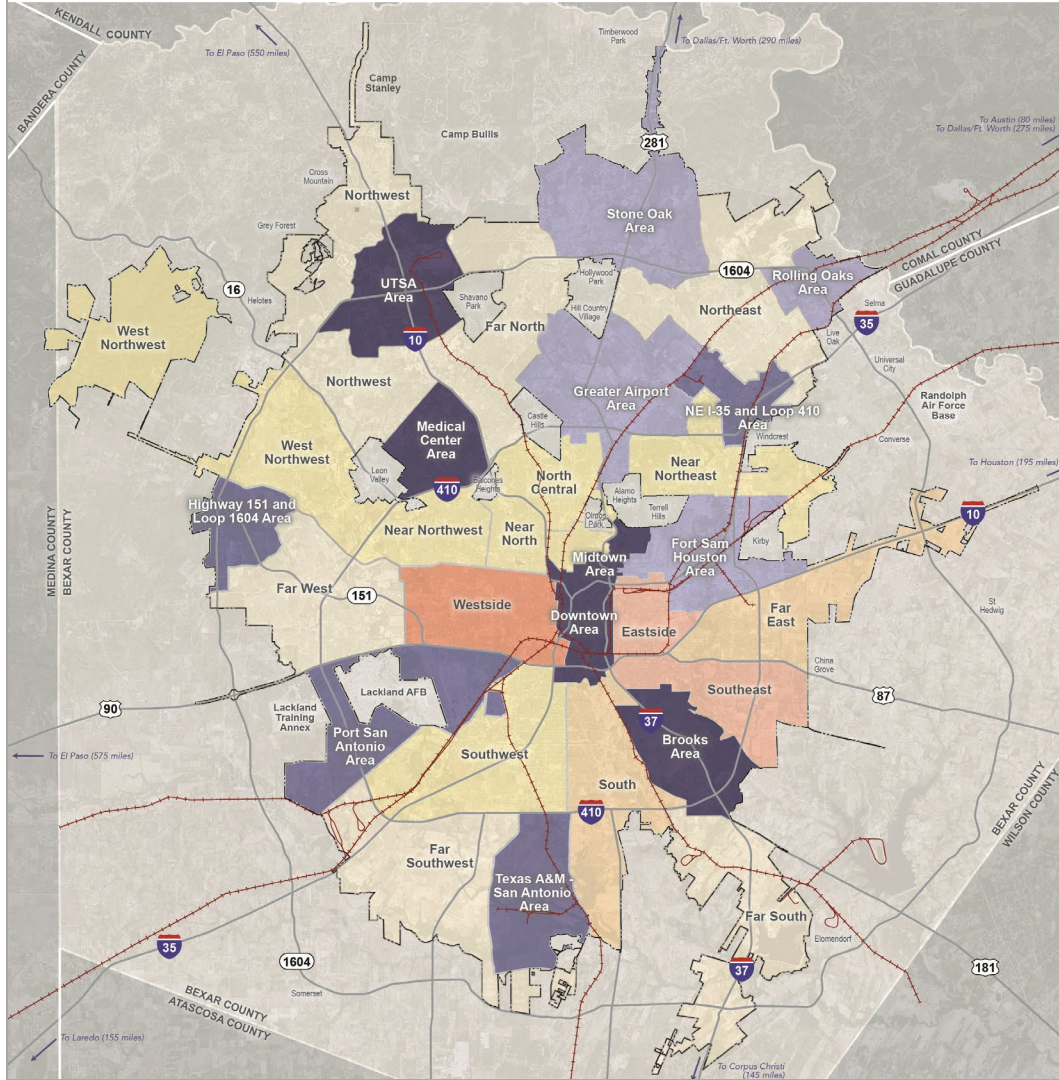 KENDALL COUNTY
BANDERA COUNTY
To El Paso (550 miles)
Timberwood
Park
To Dallas/Ft. Worth (290 miles)
Camp
Stanley
To Austin (80 miles)
To Dallas/Ft. Worth (275 miles)
Camp Bullis
281
Cross
Mountain
Northwest
Grey Forest
Stone Oak
Area
COMAL COUNTY
GUADALUPE COUNTY
1604
Rolling Oaks
Area
Hollywood
Park
UTSA
Area
16
Helotes
Shavano
Park
Hill Country
Village
Northeast
Selma
35
West
Northwest
Far North
10
Live
Oak
Universal
City
Northwest
Greater Airport
Area
NE I-35 and Loop 410
Area
Randolph
Air Force
Base
Castle
Hills
Medical
Center
Area
Windcrest
Converse
West
Northwest
Leon
Valley
North
Central
Near
Northeast
To Houston (195 miles)
410
Balcones
Heights
Alamo
Heights
Highway 151 and
Loop 1604 Area
Olmos
Park
Terrell
Hills
10
Near Northwest
Near
North
Kirby
Fort Sam
Houston
Area
Midtown
Area
MEDINA COUNTY
BEXAR COUNTY
Far West
151
Westside
Downtown
Area
Eastside
Far
East
St
Hedwig
China
Grove
Southeast
Lackland AFB
87
90
Lackland
Training
Annex
37
Port San
Antonio
Area
Brooks
Area
To El Paso (575 miles)
Southwest
South
410
BEXAR COUNTY
WILSON COUNTY
Far
Southwest
Texas A&M -
San Antonio
Area
Far South
35
Elomendorf
1604
37
181
Somerset
BEXAR COUNTY
ATASCOSA COUNTY
To Laredo (155 miles)
To Corpus Christi
(145 miles)